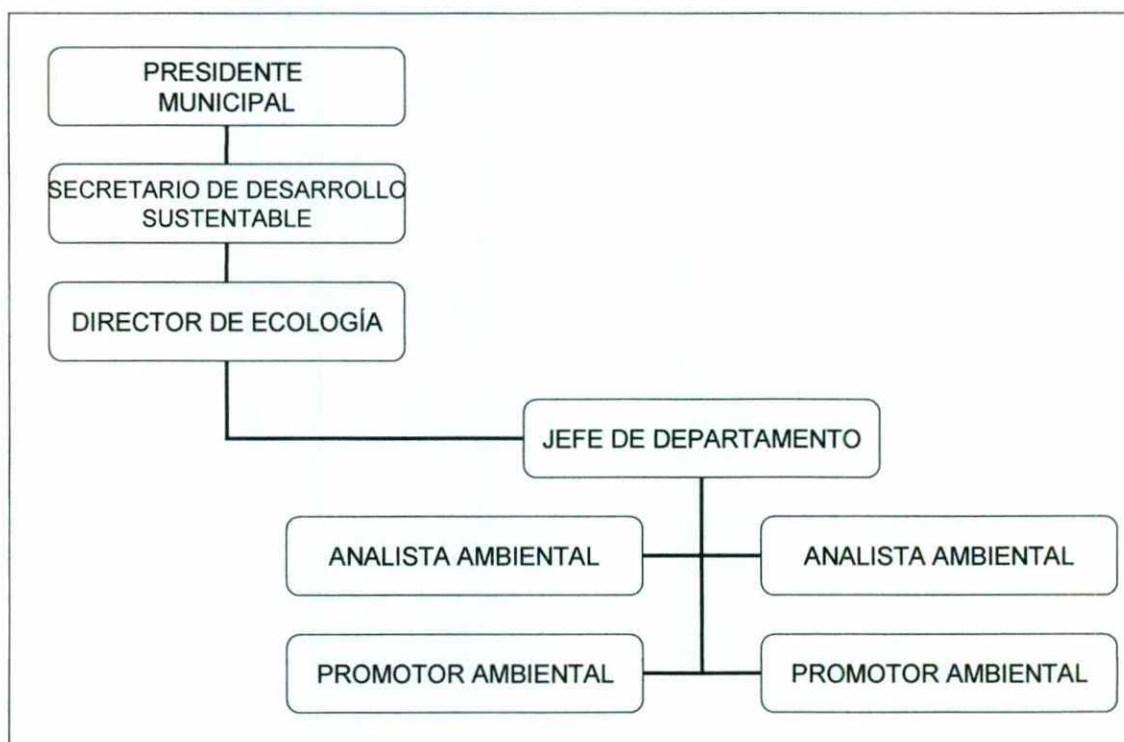 PRESIDENTE
MUNICIPAL
SECRETARIO DE DESARROLLO
SUSTENTABLE
DIRECTOR DE ECOLOGÍA
JEFE DE DEPARTAMENTO
ANALISTA AMBIENTAL
ANALISTA AMBIENTAL
PROMOTOR AMBIENTAL
PROMOTOR AMBIENTAL